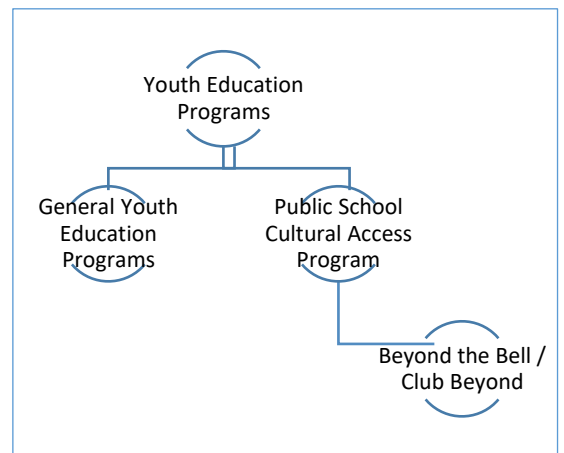 Youth Education
Programs
General Youth
Education
Programs
Public School
Cultural Access
Program
Beyond the Bell /
Club Beyond